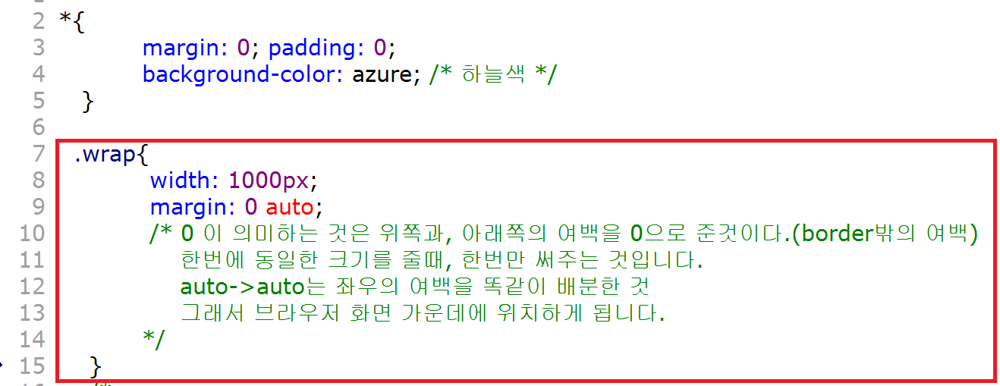 2 *{
3 margin: 0; padding: 0;
4 background-color: azure; /* 하늘색 */
5 }
6
7 .wrap{
8 width: 1000px;
9 margin: 0 auto;
10 /* 0 이 의미하는 것은 위쪽과, 아래쪽의 여백을 0으로 준것이다.(border밖의 여백)
11 한번에 동일한 크기를 줄때, 한번만 써주는 것입니다.
12 auto->auto는 좌우의 여백을 똑같이 배분한 것
13 그래서 브라우저 화면 가운데에 위치하게 됩니다.
14 */
15 }